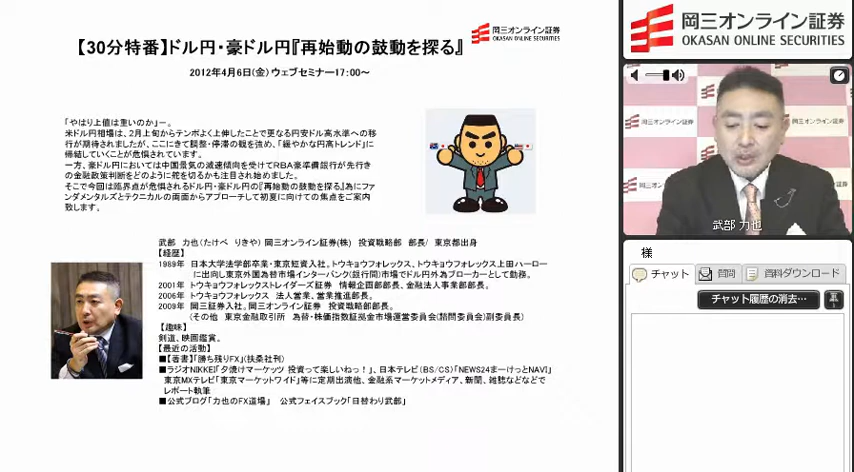 【30分特番】ドル円・豪ドル円『再始動の鼓動を探る』
岡三オンライン証券
OKASAN ONLINE SECURITIES
2012年4月6日(金) ウェブセミナー17:00～
「やはり上値は重いのか」ー。
米ドル円相場は、2月上旬からテンポよく上伸したことで更なる円安ドル高水準への移
行が期待されましたが、ここにきて調整・停滞の観を強め、「緩やかな円高トレンド」に
帰結していくことが危惧されています。
一方、豪ドル円においては中国景気の減速傾向を受けてRBA豪準備銀行が先行き
の金融政策判断をどのように舵を切るかも注目され始めました。
そこで今回は臨界点が危惧されるドル円・豪ドル円の『再始動の鼓動を探る』為にファ
ンダメンタルズとテクニカルの両面からアプローチして初夏に向けての焦点をご案内
致します。
武部 力也(たけべ りきや) 岡三オンライン証券(株) 投資戦略部 部長/ 東京都出身
【経歴】
1989年 日本大学法学部卒業・東京短資入社。トウキョウフォレックス、トウキョウフォレックス上田ハーロー
に出向し東京外国為替市場インターバンク(銀行間)市場でドル円外為ブローカーとして勤務。
2001年 トウキョウフォレックストレイダーズ証券 情報企画部部長、金融法人事業部部長。
2006年 トウキョウフォレックス 法人営業、営業推進部長。
2009年 岡三証券入社。岡三オンライン証券 投資戦略部部長。
(その他 東京金融取引所 為替・株価指数証拠金市場運営委員会(諮問委員会)副委員長)
【趣味】
剣道、映画鑑賞。
【最近の活動】
■【著書】「勝ち残りFX」(扶桑社刊)
■ラジオNIKKEI「夕焼けマーケッツ 投資って楽しいねっ！」、日本テレビ(BS/CS)「NEWS24まーけっとNAVI」
東京MXテレビ「東京マーケットワイド」等に定期出演他、金融系マーケットメディア、新聞、雑誌などなどで
レポート執筆
■公式ブログ「力也のFX道場」 公式フェイスブック「日替わり武部」
岡三オンライン証券
OKASAN ONLINE SECURITIES
武部 力也
様
チャット
質問
資料ダウンロード
チャット履歴の消去…